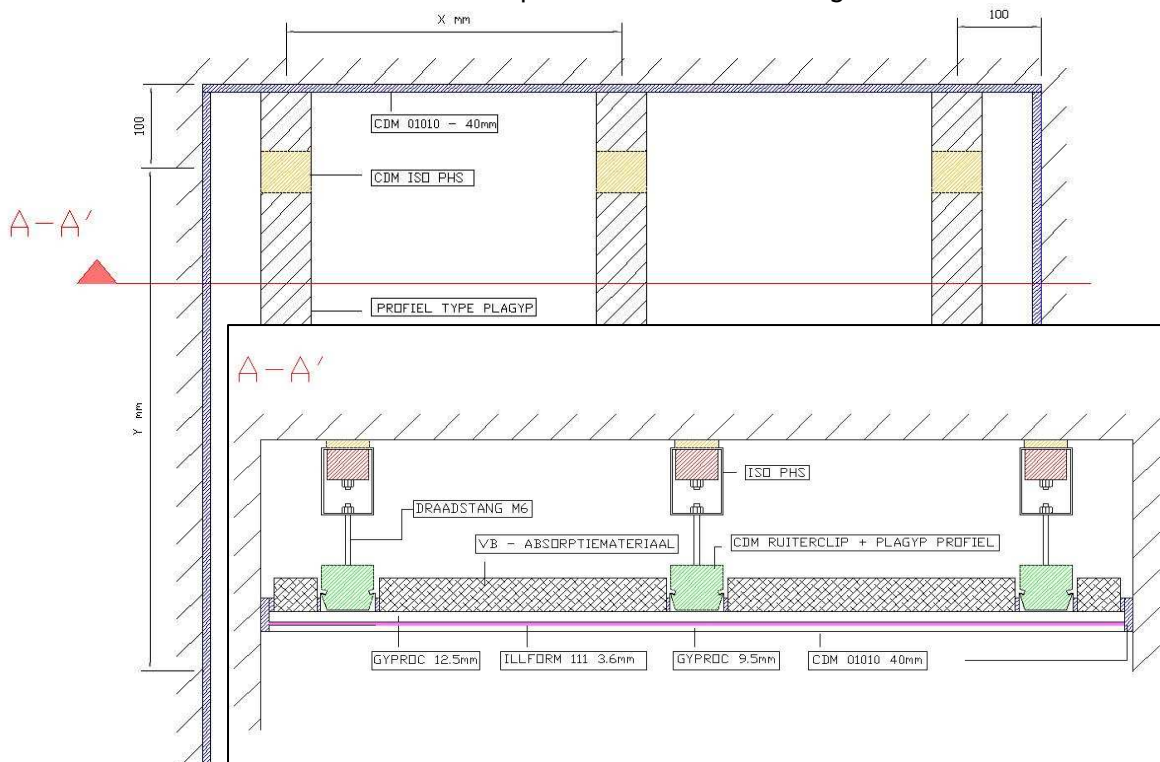 X mm
100
100
CDM 01010 - 40mm
CDM ISO PHS
A-A'
PROFIEL TYPE PLAGYP
A-A'
Y mm
ISO PHS
DRAADSTANG M6
VB - ABSORPTIEMATERIAAL
CDM RUITERCLIP + PLAGYP PROFIEL
GYPROC 12.5mm
ILLFORM 111 3.6mm
GYPROC 9.5mm
CDM 01010 40mm